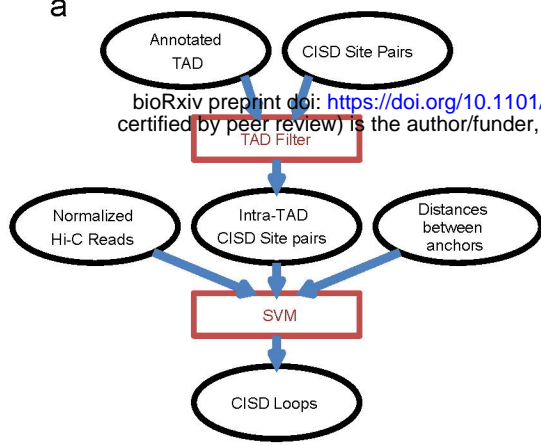 a
Annotated
TAD
CISD Site Pairs
bioRxiv preprint doi: https://doi.org/10.1101/
certified by peer review) is the author/funder,
TAD Filter
Normalized
Hi-C Reads
Intra-TAD
CISD Site pairs
Distances
between
anchors
SVM
CISD Loops